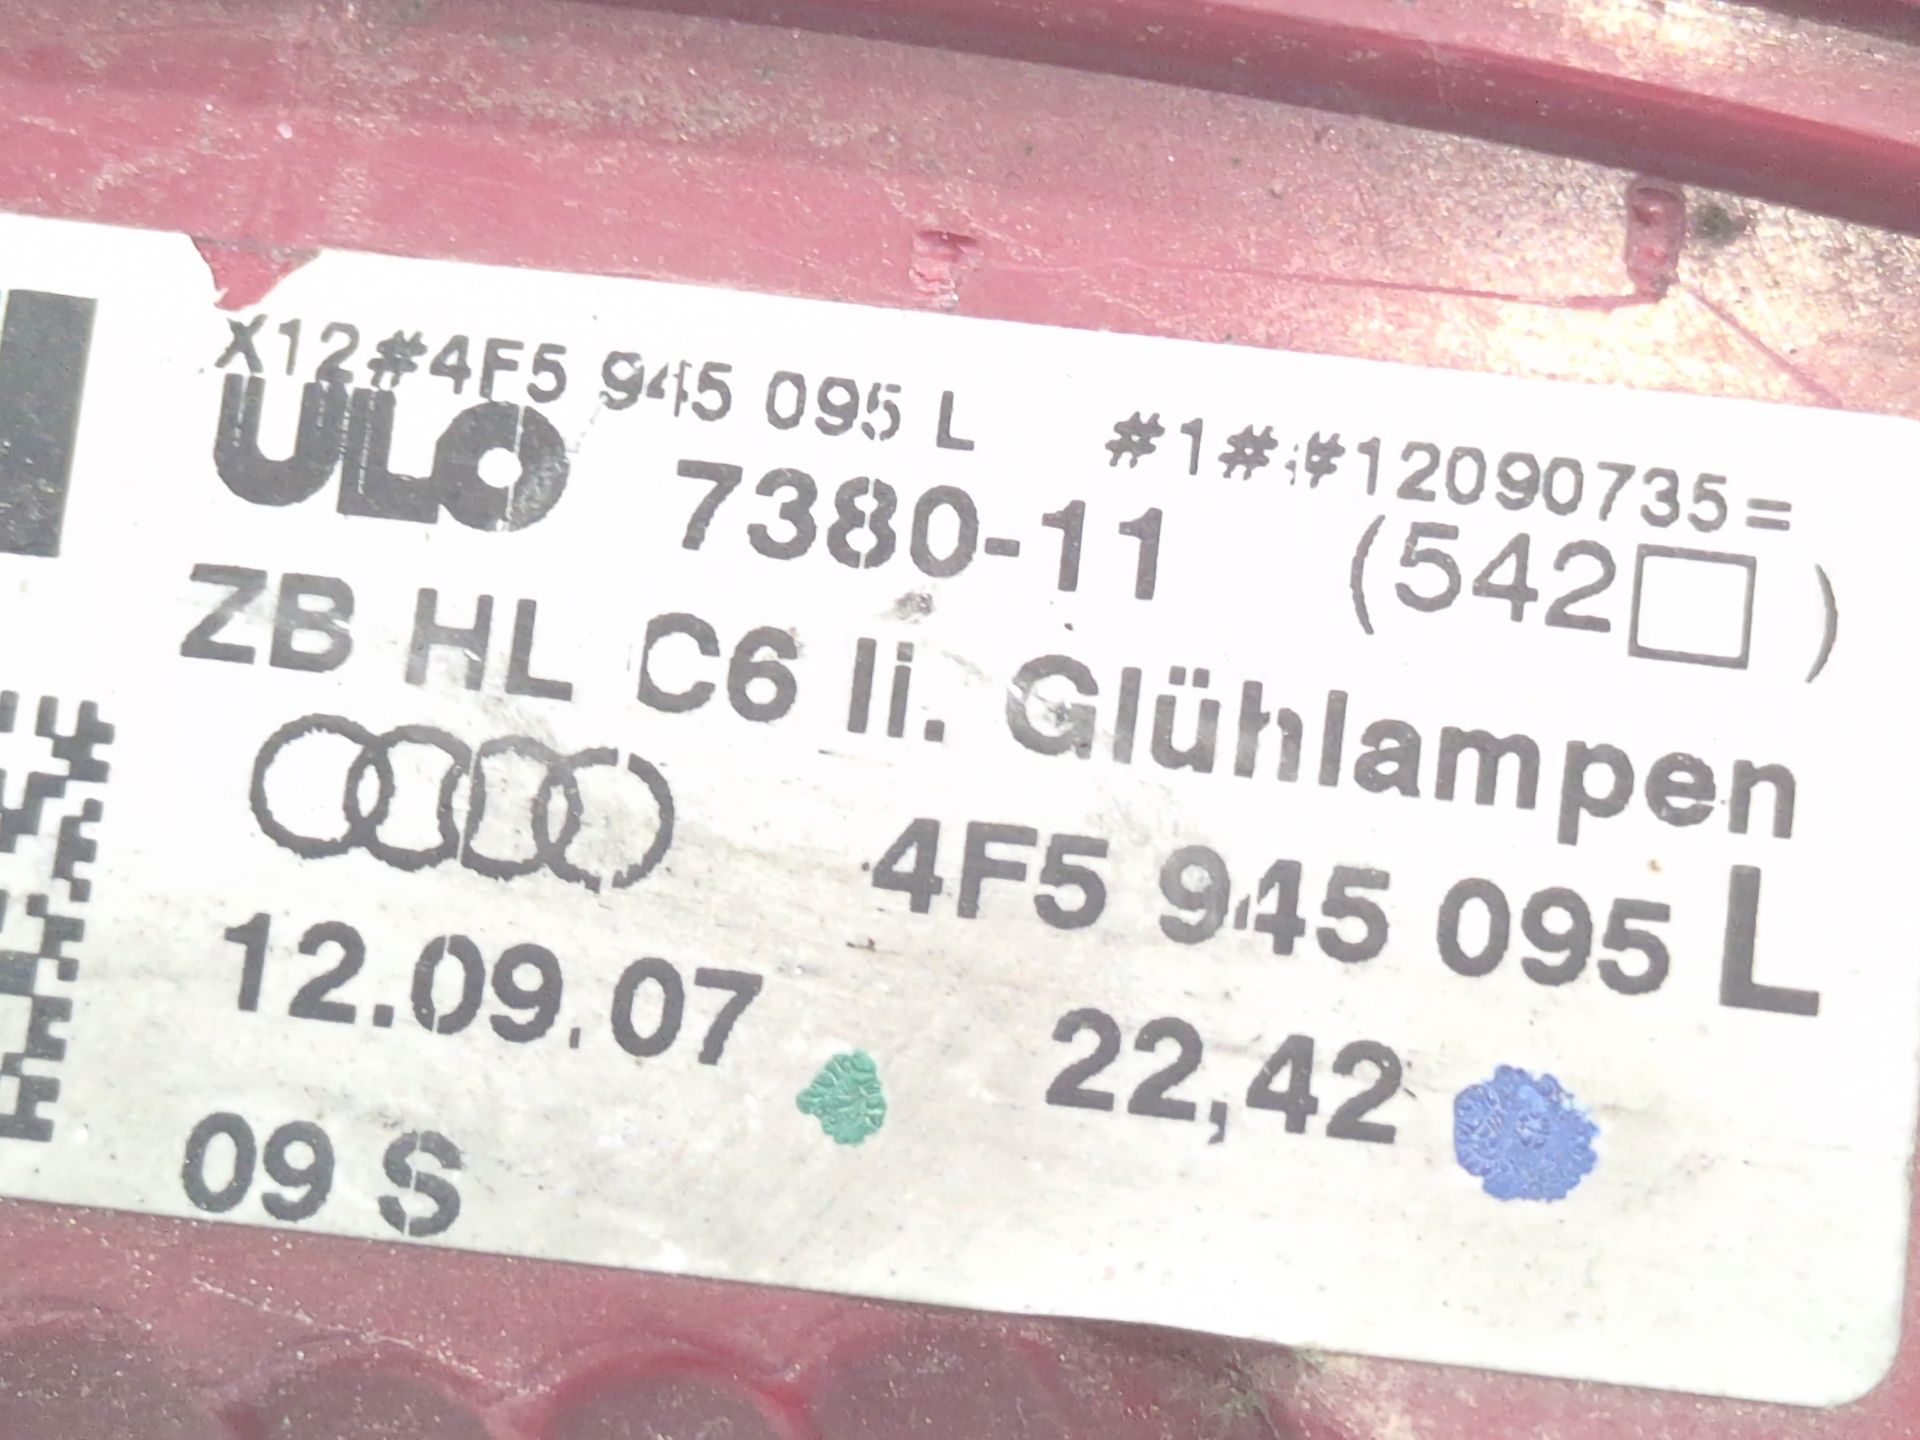 X12#4F5 945 095 L #1##12090735=
ULO 7380-11 (542□ )
ZB HL C6 li. Glühlampen
4F5 945 095 L
12.09.07 22,42
09 S